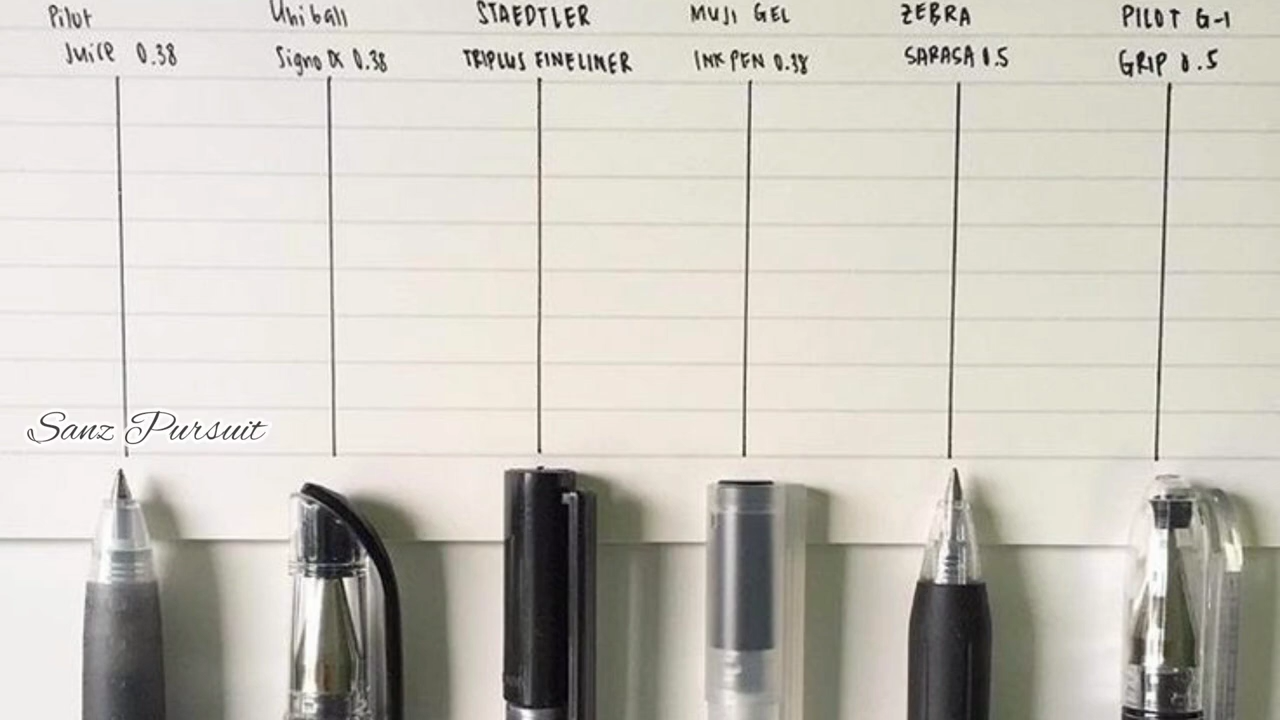 Pilot Uniball STAEDTLER MUJI GEL ZEBRA PILOT G-1
Juice 0.38 Signo DX 0.38 TRIPLUS FINELINER INK PEN 0.38 SARASA 0.5 GRIP 0.5
Sanz Pursuit